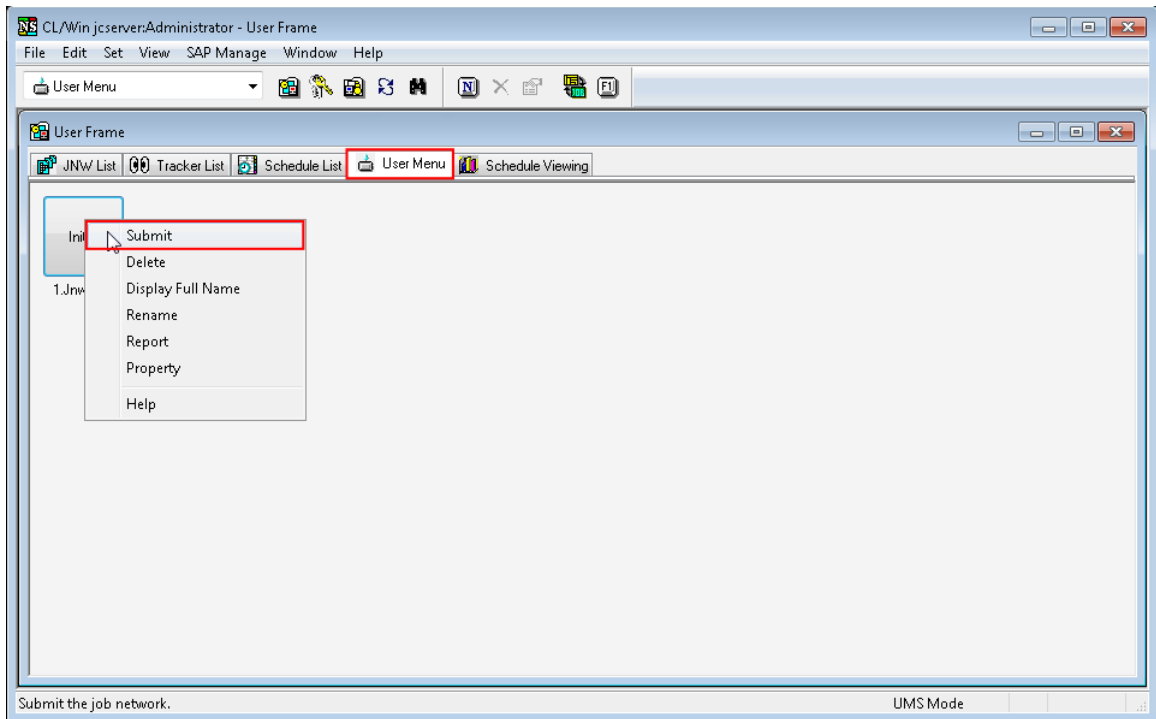 NS CL/Win jcserver:Administrator - User Frame
File Edit Set View SAP Manage Window Help
User Menu N F1
User Frame
JNW List Tracker List Schedule List User Menu Schedule Viewing
Submit
Delete
1.Jnw Display Full Name
Rename
Report
Property
Help
Submit the job network. UMS Mode